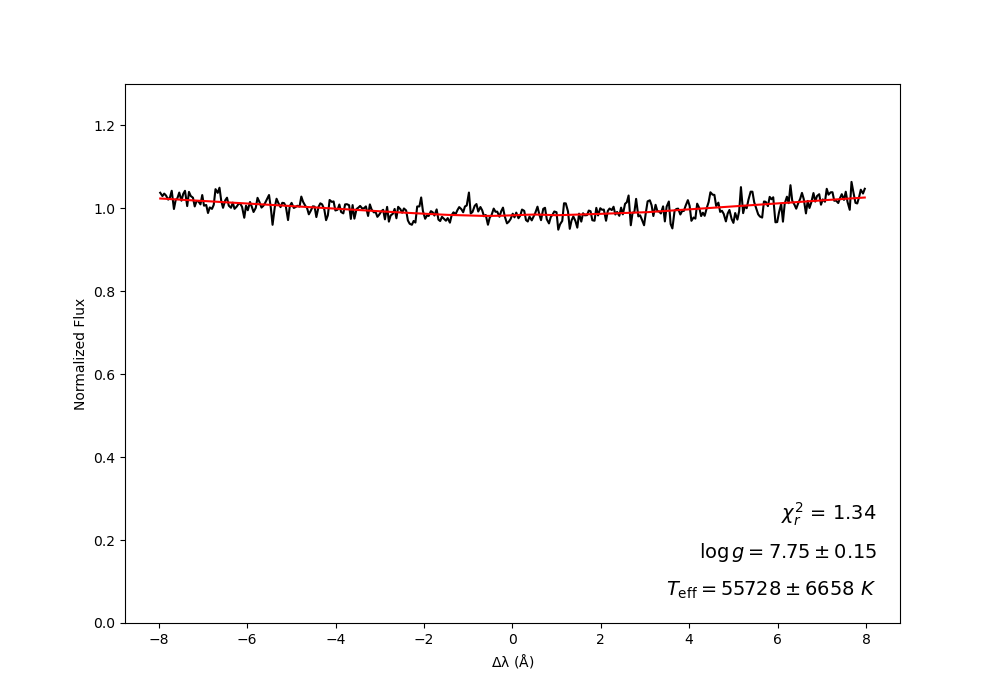 1.2
1.0
0.8
0.6
0.4
0.2
0.0
Normalized Flux
χ²ᵣ = 1.34
log g = 7.75 ± 0.15
T_eff = 55728 ± 6658 K
−8 −6 −4 −2 0 2 4 6 8
Δλ (Å)